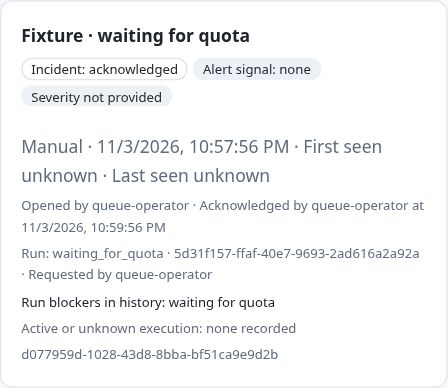 Fixture · waiting for quota
Incident: acknowledged
Alert signal: none
Severity not provided
Manual · 11/3/2026, 10:57:56 PM · First seen
unknown · Last seen unknown
Opened by queue-operator · Acknowledged by queue-operator at
11/3/2026, 10:59:56 PM
Run: waiting_for_quota · 5d31f157-ffaf-40e7-9693-2ad616a2a92a
· Requested by queue-operator
Run blockers in history: waiting for quota
Active or unknown execution: none recorded
d077959d-1028-43d8-8bba-bf51ca9e9d2b